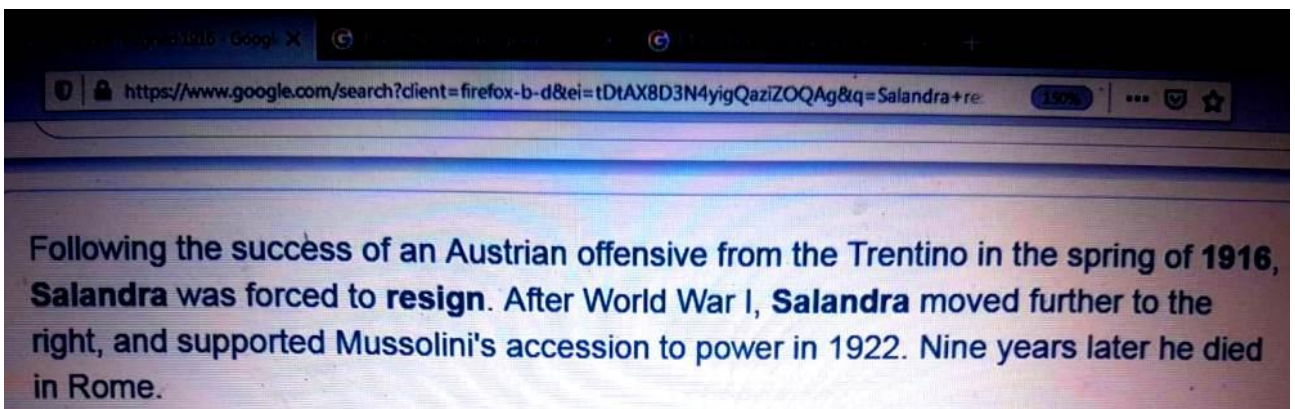 https://www.google.com/search?client=firefox-b-d&ei=tDtAX8D3N4yigQaziZOQAg&q=Salandra+re
150%
Following the success of an Austrian offensive from the Trentino in the spring of 1916,
Salandra was forced to resign. After World War I, Salandra moved further to the
right, and supported Mussolini's accession to power in 1922. Nine years later he died
in Rome.